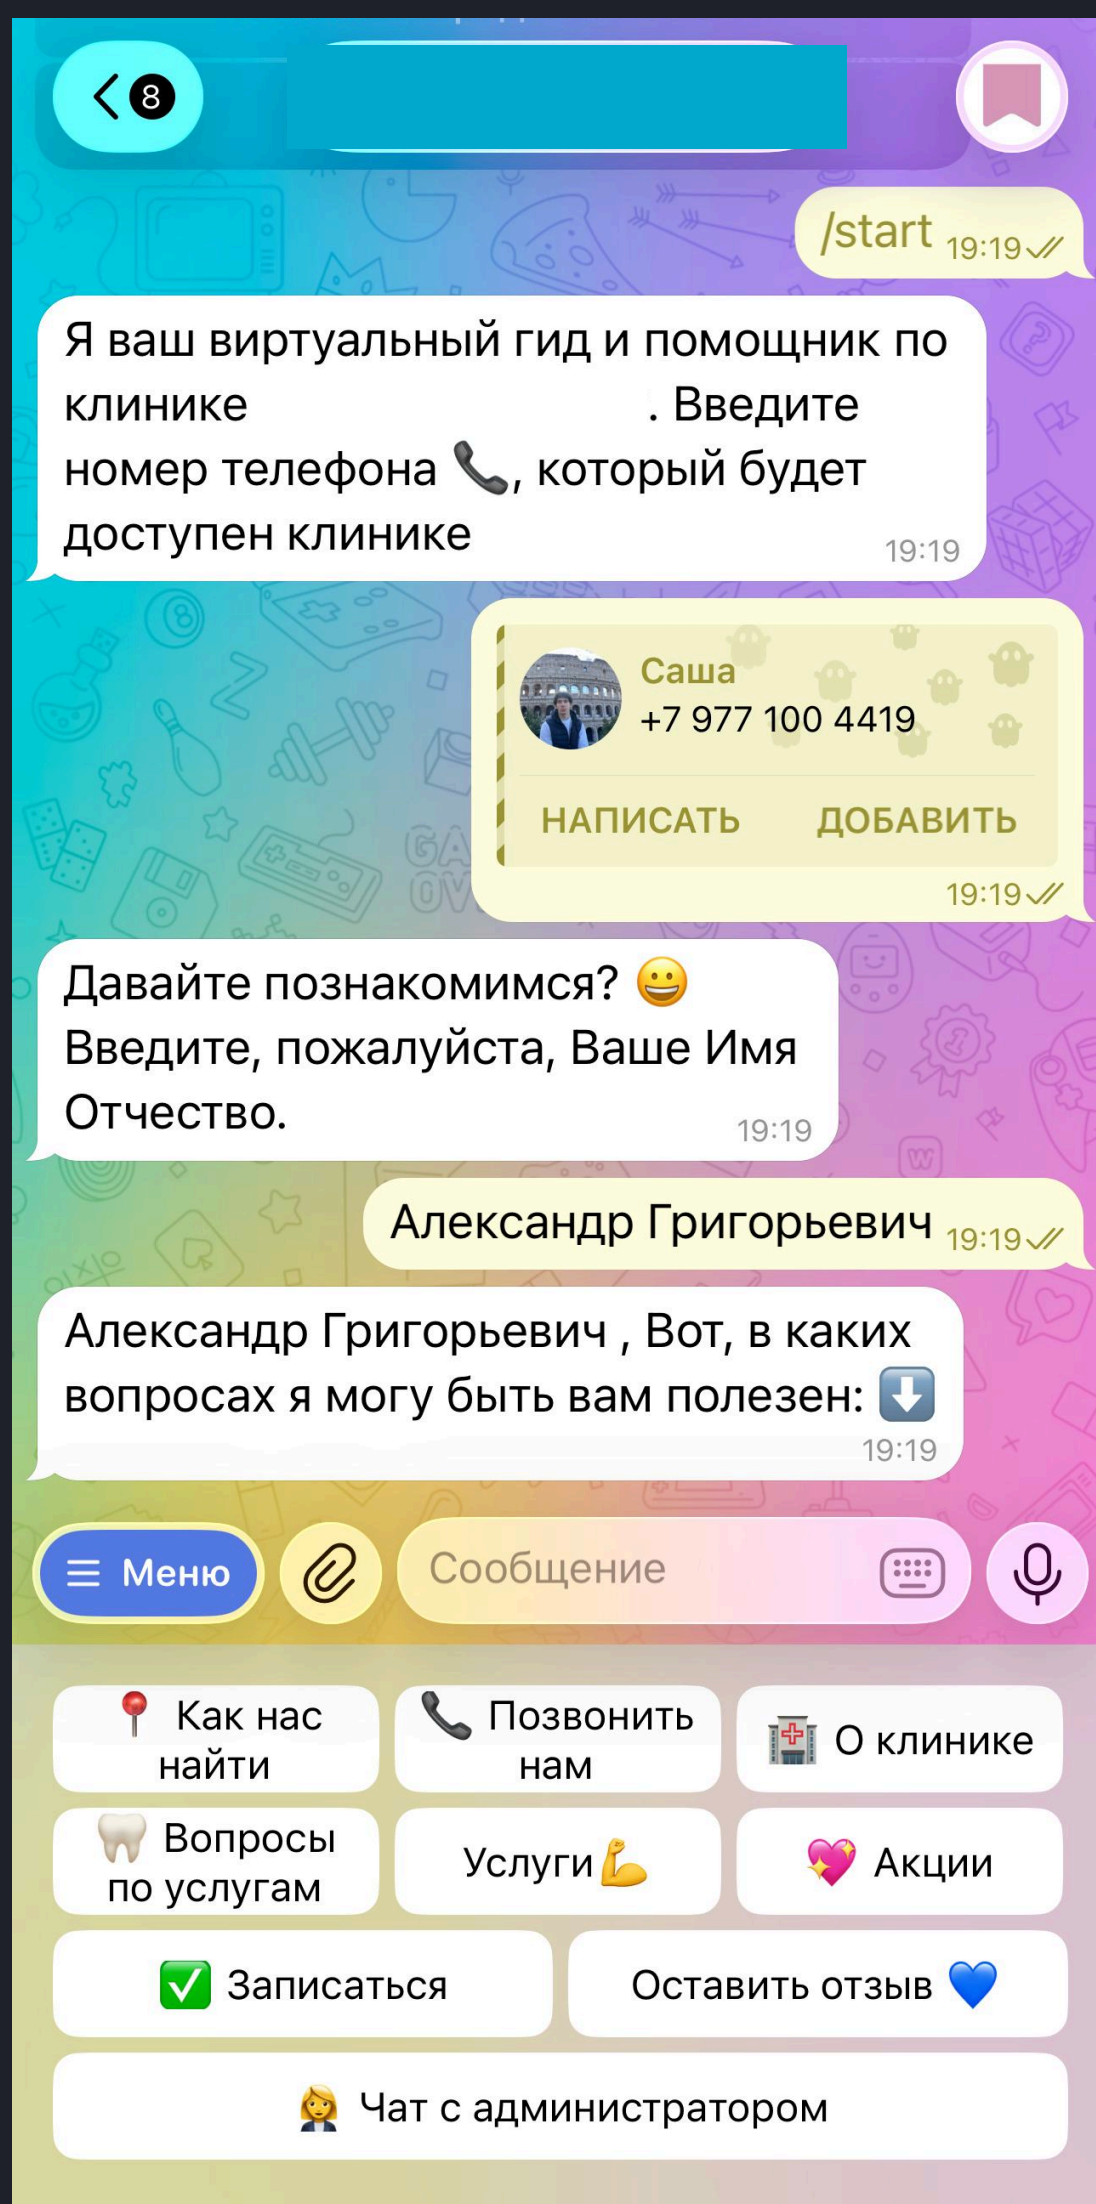 8
/start 19:19
Я ваш виртуальный гид и помощник по
клинике . Введите
номер телефона 📞, который будет
доступен клинике
19:19
Саша
+7 977 100 4419
НАПИСАТЬ ДОБАВИТЬ
19:19
Давайте познакомимся? 😀
Введите, пожалуйста, Ваше Имя
Отчество.
19:19
Александр Григорьевич 19:19
Александр Григорьевич , Вот, в каких
вопросах я могу быть вам полезен: ⬇️
19:19
Меню
Сообщение
📍 Как нас
найти
📞 Позвонить
нам
🏥 О клинике
🦷 Вопросы
по услугам
Услуги💪
💖 Акции
✅ Записаться
Оставить отзыв 💙
👩‍💼 Чат с администратором